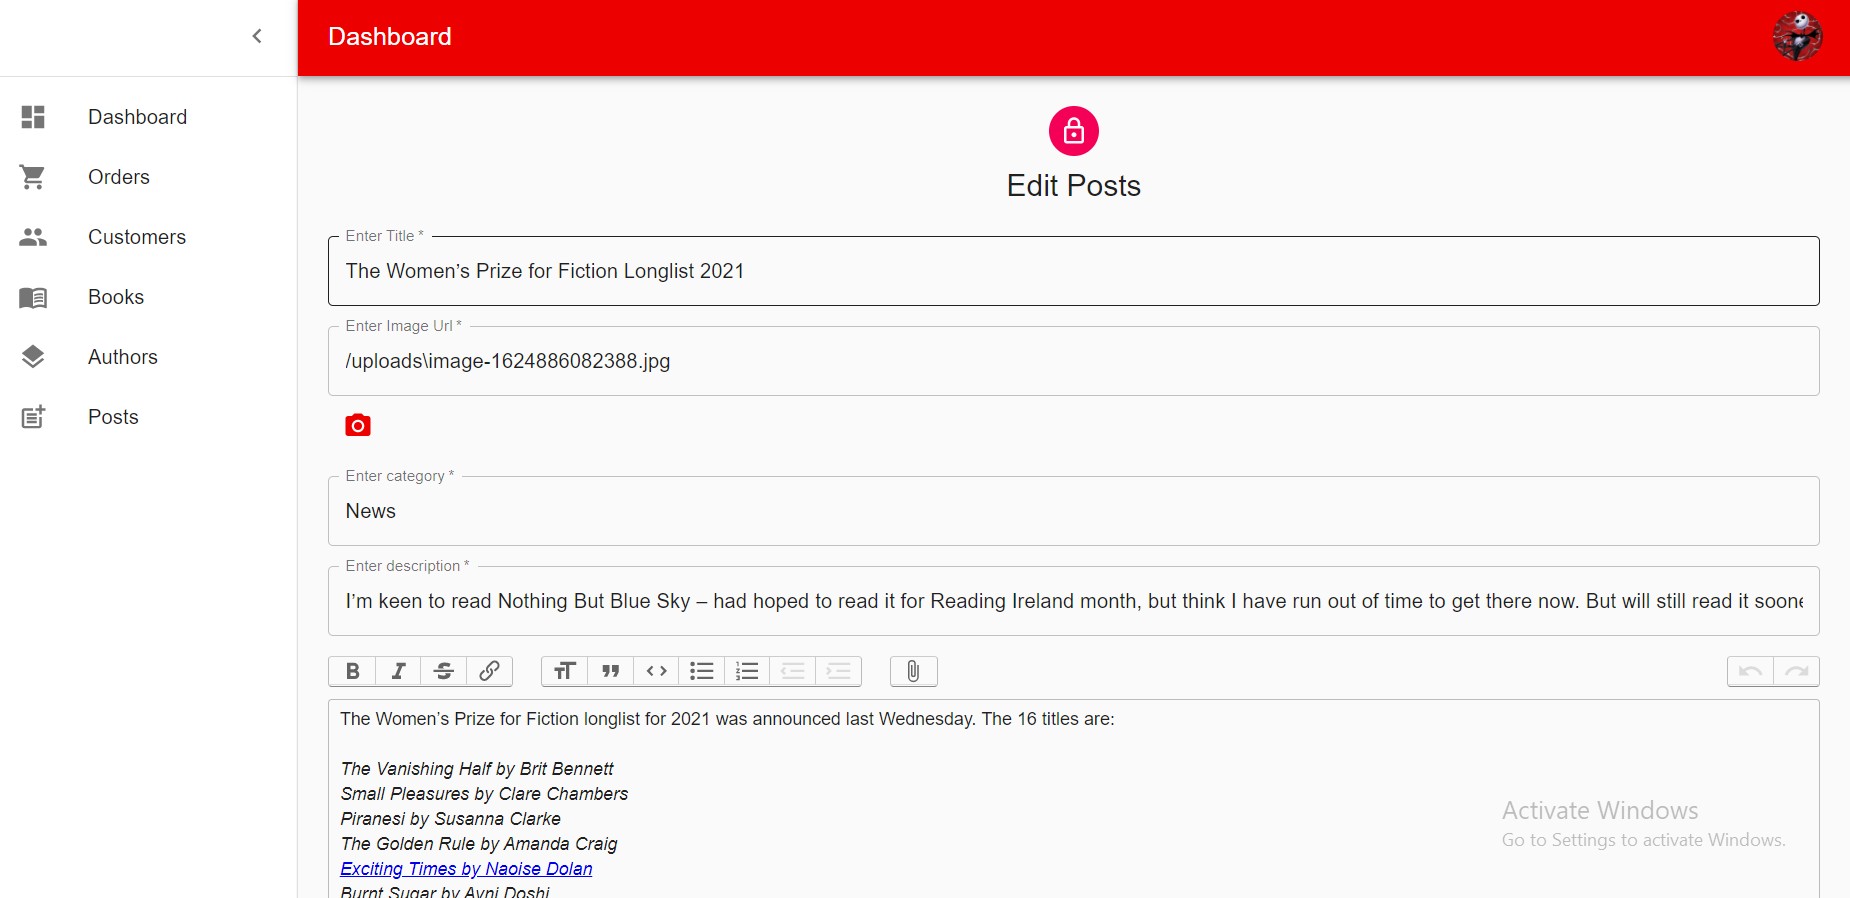 Dashboard
Dashboard
Orders
Customers
Books
Authors
Posts
Edit Posts
Enter Title *
The Women’s Prize for Fiction Longlist 2021
Enter Image Url *
/uploads\image-1624886082388.jpg
Enter category *
News
Enter description *
I’m keen to read Nothing But Blue Sky – had hoped to read it for Reading Ireland month, but think I have run out of time to get there now. But will still read it soone
The Women’s Prize for Fiction longlist for 2021 was announced last Wednesday. The 16 titles are:
The Vanishing Half by Brit Bennett
Small Pleasures by Clare Chambers
Piranesi by Susanna Clarke
The Golden Rule by Amanda Craig
Exciting Times by Naoise Dolan
Burnt Sugar by Avni Doshi
Activate Windows
Go to Settings to activate Windows.